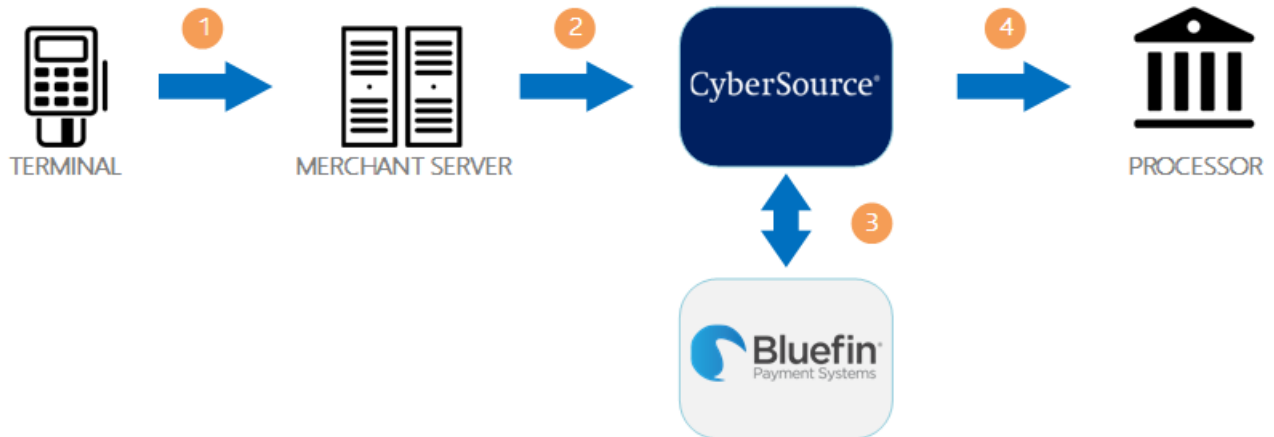 1
2
4
CyberSource®
TERMINAL
MERCHANT SERVER
PROCESSOR
3
Bluefin®
Payment Systems